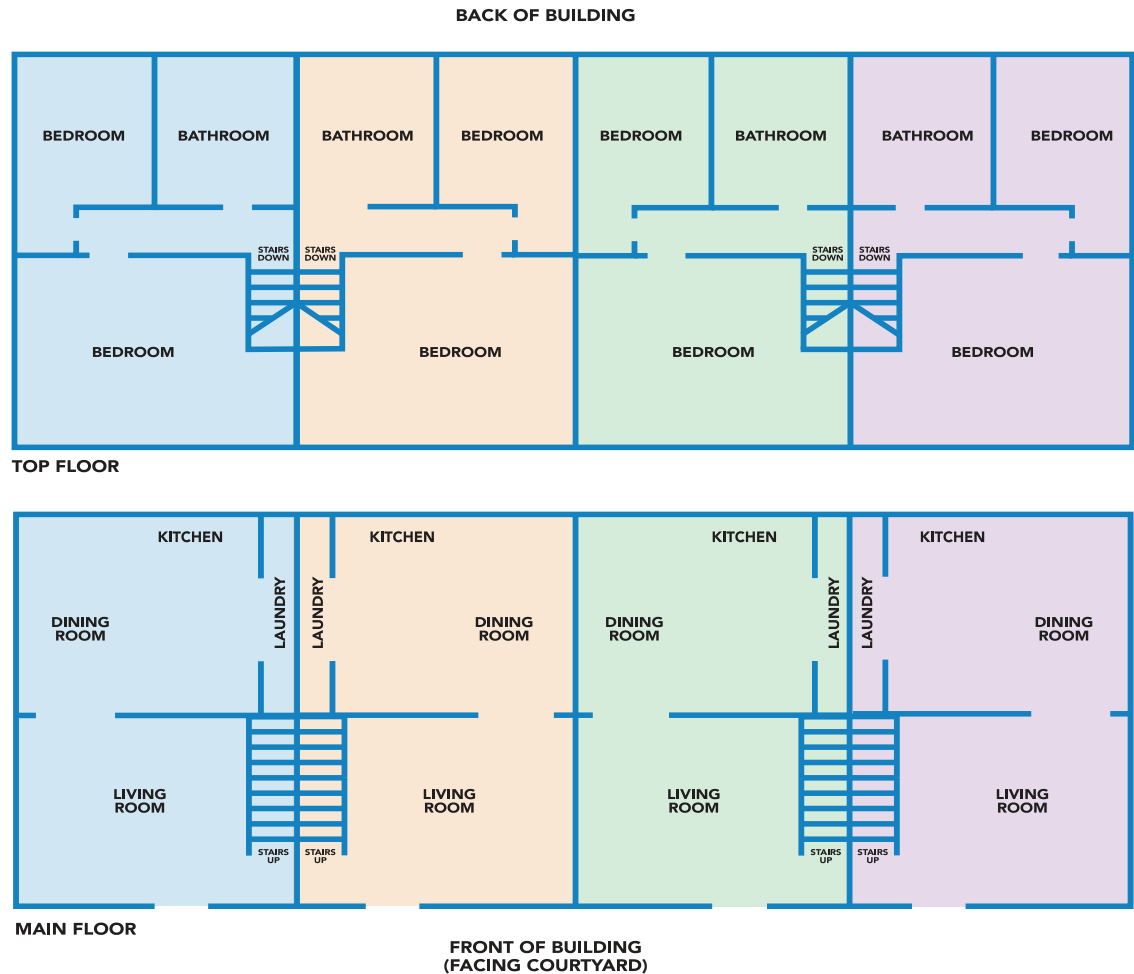 BACK OF BUILDING
BEDROOM
BATHROOM
BATHROOM
BEDROOM
BEDROOM
BATHROOM
BATHROOM
BEDROOM
STAIRS
DOWN
STAIRS
DOWN
STAIRS
DOWN
STAIRS
DOWN
BEDROOM
BEDROOM
BEDROOM
BEDROOM
TOP FLOOR
KITCHEN
KITCHEN
KITCHEN
KITCHEN
DINING
ROOM
LAUNDRY
LAUNDRY
DINING
ROOM
DINING
ROOM
LAUNDRY
LAUNDRY
DINING
ROOM
LIVING
ROOM
LIVING
ROOM
LIVING
ROOM
LIVING
ROOM
STAIRS
UP
STAIRS
UP
STAIRS
UP
STAIRS
UP
MAIN FLOOR
FRONT OF BUILDING
(FACING COURTYARD)